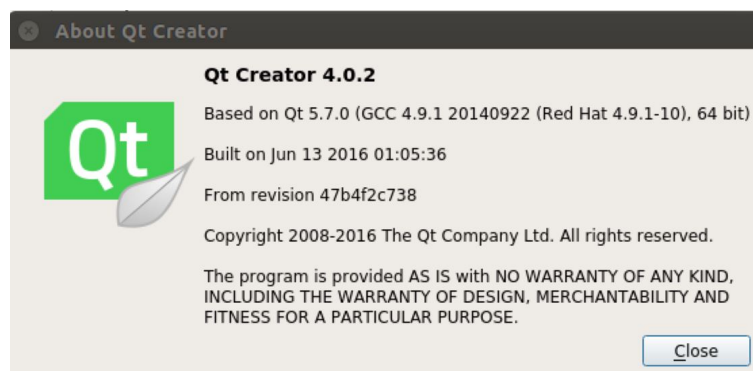 About Qt Creator
Qt Creator 4.0.2
Qt
Based on Qt 5.7.0 (GCC 4.9.1 20140922 (Red Hat 4.9.1-10), 64 bit)
Built on Jun 13 2016 01:05:36
From revision 47b4f2c738
Copyright 2008-2016 The Qt Company Ltd. All rights reserved.
The program is provided AS IS with NO WARRANTY OF ANY KIND,
INCLUDING THE WARRANTY OF DESIGN, MERCHANTABILITY AND
FITNESS FOR A PARTICULAR PURPOSE.
Close